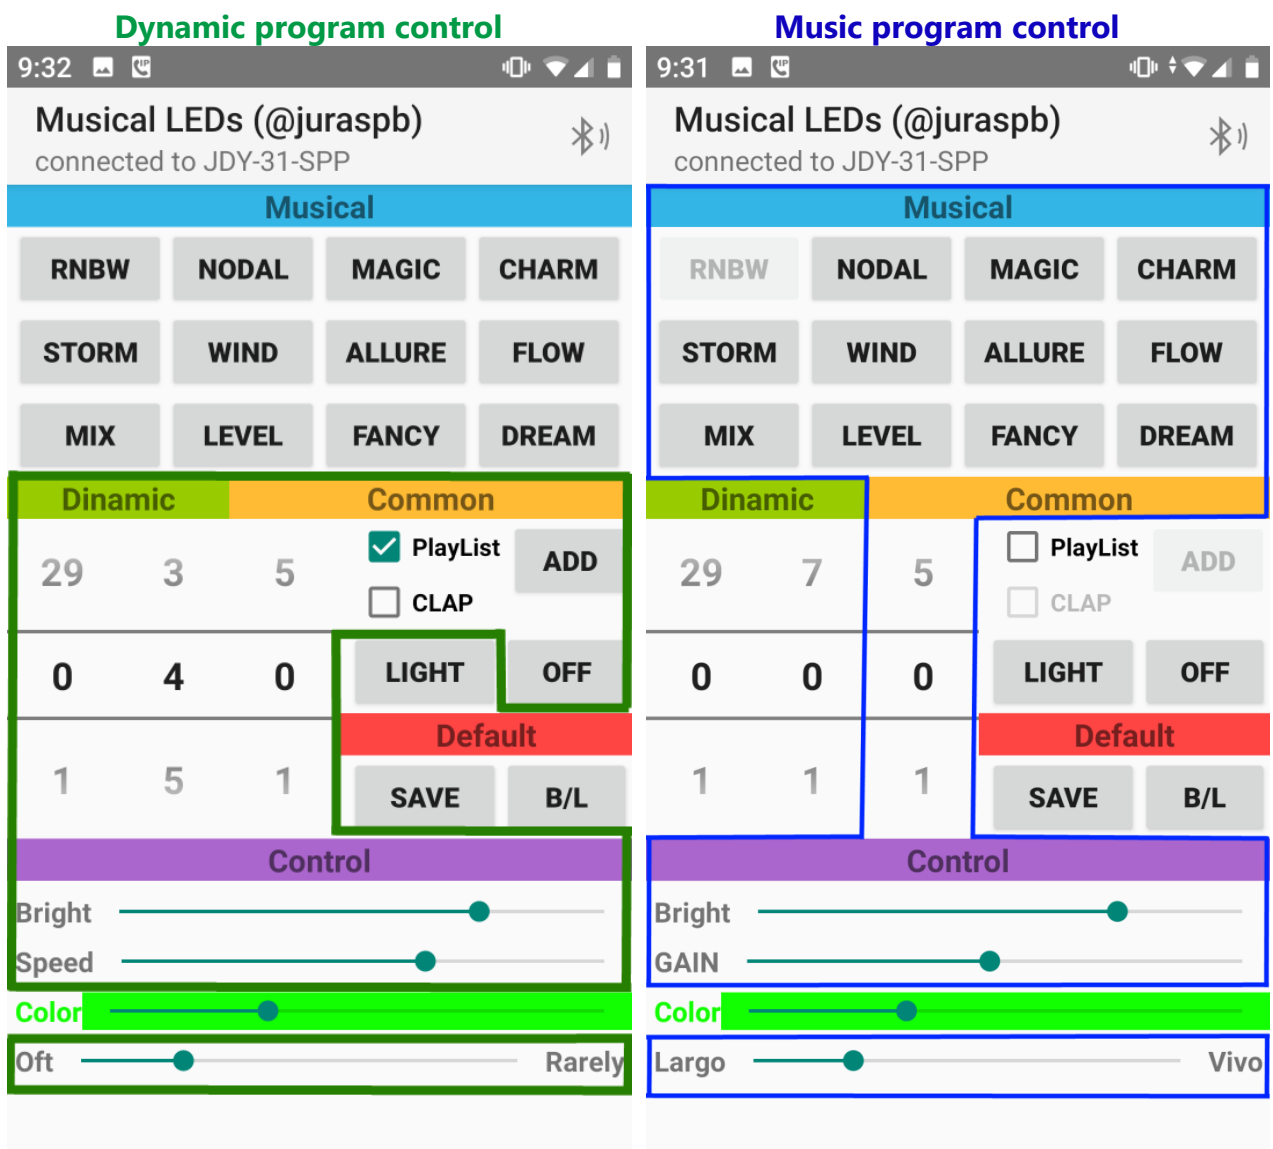 Dynamic program control
9:32
Musical LEDs (@juraspb)
connected to JDY-31-SPP
Musical
RNBW NODAL MAGIC CHARM
STORM WIND ALLURE FLOW
MIX LEVEL FANCY DREAM
Dinamic Common
29 3 5 PlayList ADD
CLAP
0 4 0 LIGHT OFF
Default
1 5 1 SAVE B/L
Control
Bright
Speed
Color
Oft Rarely
Music program control
9:31
Musical LEDs (@juraspb)
connected to JDY-31-SPP
Musical
RNBW NODAL MAGIC CHARM
STORM WIND ALLURE FLOW
MIX LEVEL FANCY DREAM
Dinamic Common
29 7 5 PlayList ADD
CLAP
0 0 0 LIGHT OFF
Default
1 1 1 SAVE B/L
Control
Bright
GAIN
Color
Largo Vivo